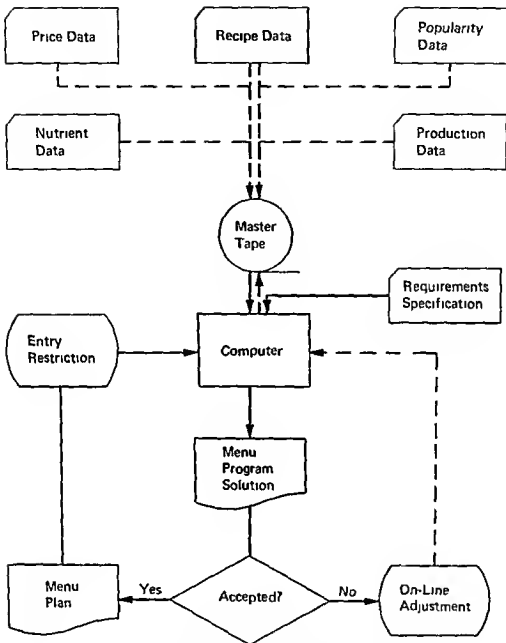 Price Data
Recipe Data
Popularity
Data
Nutrient
Data
Production
Data
Master
Tape
Requirements
Specification
Entry
Restriction
Computer
Menu
Program
Solution
Menu
Plan
Yes
Accepted?
No
On-Line
Adjustment